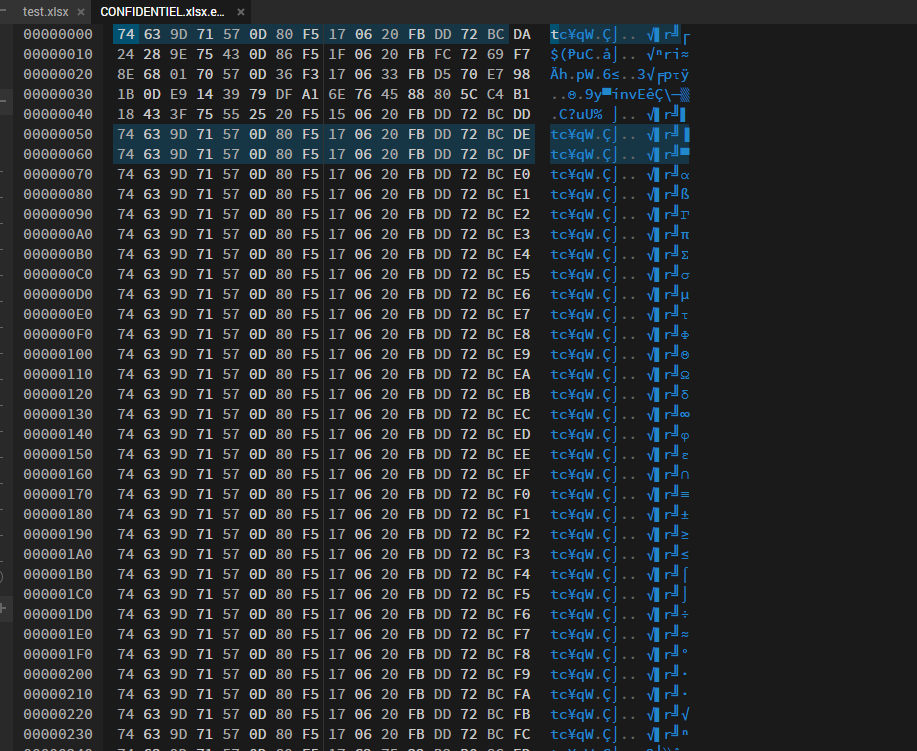 test.xlsx × CONFIDENTIEL.xlsx.e... ×
00000000 74 63 9D 71 57 0D 80 F5 17 06 20 FB DD 72 BC DA tc¥qW.Ç⌡.. √▌r╝┌
00000010 24 28 9E 75 43 0D 86 F5 1F 06 20 FB FC 72 69 F7 $(₧uC.å⌡.. √ⁿri≈
00000020 8E 68 01 70 57 0D 36 F3 17 06 33 FB D5 70 E7 98 Äh.pW.6≤..3√╒pτÿ
00000030 1B 0D E9 14 39 79 DF A1 6E 76 45 88 80 5C C4 B1 ..Θ.9y▀ínvEêÇ\─▒
00000040 18 43 3F 75 55 25 20 F5 15 06 20 FB DD 72 BC DD .C?uU% ⌡.. √▌r╝▌
00000050 74 63 9D 71 57 0D 80 F5 17 06 20 FB DD 72 BC DE tc¥qW.Ç⌡.. √▌r╝▐
00000060 74 63 9D 71 57 0D 80 F5 17 06 20 FB DD 72 BC DF tc¥qW.Ç⌡.. √▌r╝▀
00000070 74 63 9D 71 57 0D 80 F5 17 06 20 FB DD 72 BC E0 tc¥qW.Ç⌡.. √▌r╝α
00000080 74 63 9D 71 57 0D 80 F5 17 06 20 FB DD 72 BC E1 tc¥qW.Ç⌡.. √▌r╝ß
00000090 74 63 9D 71 57 0D 80 F5 17 06 20 FB DD 72 BC E2 tc¥qW.Ç⌡.. √▌r╝Γ
000000A0 74 63 9D 71 57 0D 80 F5 17 06 20 FB DD 72 BC E3 tc¥qW.Ç⌡.. √▌r╝π
000000B0 74 63 9D 71 57 0D 80 F5 17 06 20 FB DD 72 BC E4 tc¥qW.Ç⌡.. √▌r╝Σ
000000C0 74 63 9D 71 57 0D 80 F5 17 06 20 FB DD 72 BC E5 tc¥qW.Ç⌡.. √▌r╝σ
000000D0 74 63 9D 71 57 0D 80 F5 17 06 20 FB DD 72 BC E6 tc¥qW.Ç⌡.. √▌r╝µ
000000E0 74 63 9D 71 57 0D 80 F5 17 06 20 FB DD 72 BC E7 tc¥qW.Ç⌡.. √▌r╝τ
000000F0 74 63 9D 71 57 0D 80 F5 17 06 20 FB DD 72 BC E8 tc¥qW.Ç⌡.. √▌r╝Φ
00000100 74 63 9D 71 57 0D 80 F5 17 06 20 FB DD 72 BC E9 tc¥qW.Ç⌡.. √▌r╝Θ
00000110 74 63 9D 71 57 0D 80 F5 17 06 20 FB DD 72 BC EA tc¥qW.Ç⌡.. √▌r╝Ω
00000120 74 63 9D 71 57 0D 80 F5 17 06 20 FB DD 72 BC EB tc¥qW.Ç⌡.. √▌r╝δ
00000130 74 63 9D 71 57 0D 80 F5 17 06 20 FB DD 72 BC EC tc¥qW.Ç⌡.. √▌r╝∞
00000140 74 63 9D 71 57 0D 80 F5 17 06 20 FB DD 72 BC ED tc¥qW.Ç⌡.. √▌r╝φ
00000150 74 63 9D 71 57 0D 80 F5 17 06 20 FB DD 72 BC EE tc¥qW.Ç⌡.. √▌r╝ε
00000160 74 63 9D 71 57 0D 80 F5 17 06 20 FB DD 72 BC EF tc¥qW.Ç⌡.. √▌r╝∩
00000170 74 63 9D 71 57 0D 80 F5 17 06 20 FB DD 72 BC F0 tc¥qW.Ç⌡.. √▌r╝≡
00000180 74 63 9D 71 57 0D 80 F5 17 06 20 FB DD 72 BC F1 tc¥qW.Ç⌡.. √▌r╝±
00000190 74 63 9D 71 57 0D 80 F5 17 06 20 FB DD 72 BC F2 tc¥qW.Ç⌡.. √▌r╝≥
000001A0 74 63 9D 71 57 0D 80 F5 17 06 20 FB DD 72 BC F3 tc¥qW.Ç⌡.. √▌r╝≤
000001B0 74 63 9D 71 57 0D 80 F5 17 06 20 FB DD 72 BC F4 tc¥qW.Ç⌡.. √▌r╝⌠
000001C0 74 63 9D 71 57 0D 80 F5 17 06 20 FB DD 72 BC F5 tc¥qW.Ç⌡.. √▌r╝⌡
000001D0 74 63 9D 71 57 0D 80 F5 17 06 20 FB DD 72 BC F6 tc¥qW.Ç⌡.. √▌r╝÷
000001E0 74 63 9D 71 57 0D 80 F5 17 06 20 FB DD 72 BC F7 tc¥qW.Ç⌡.. √▌r╝≈
000001F0 74 63 9D 71 57 0D 80 F5 17 06 20 FB DD 72 BC F8 tc¥qW.Ç⌡.. √▌r╝°
00000200 74 63 9D 71 57 0D 80 F5 17 06 20 FB DD 72 BC F9 tc¥qW.Ç⌡.. √▌r╝∙
00000210 74 63 9D 71 57 0D 80 F5 17 06 20 FB DD 72 BC FA tc¥qW.Ç⌡.. √▌r╝·
00000220 74 63 9D 71 57 0D 80 F5 17 06 20 FB DD 72 BC FB tc¥qW.Ç⌡.. √▌r╝√
00000230 74 63 9D 71 57 0D 80 F5 17 06 20 FB DD 72 BC FC tc¥qW.Ç⌡.. √▌r╝ⁿ